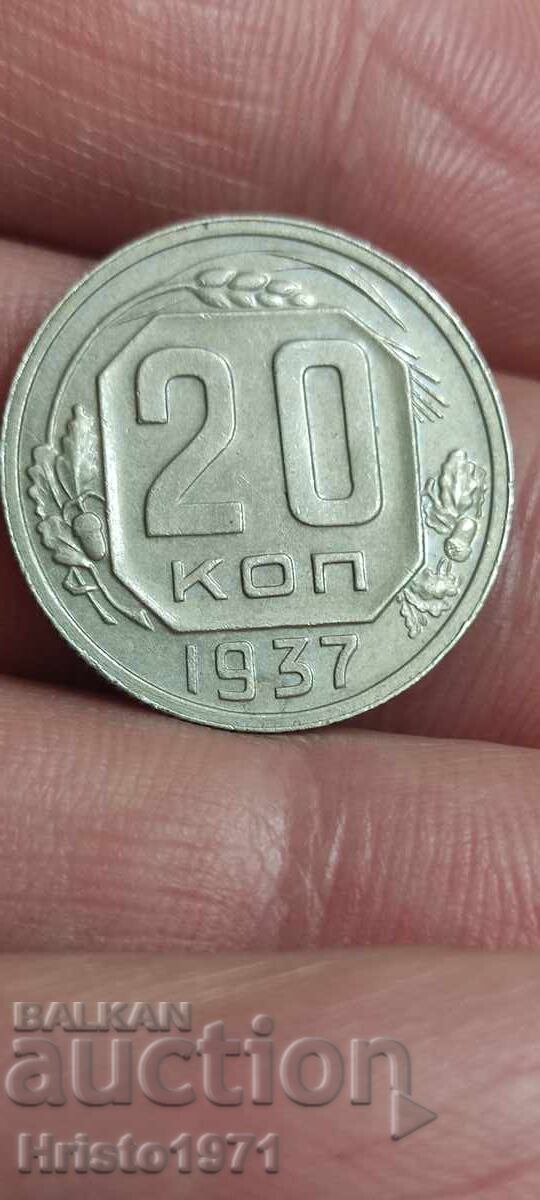 20
КОП
1937
BALKAN
auction
Hristo1971